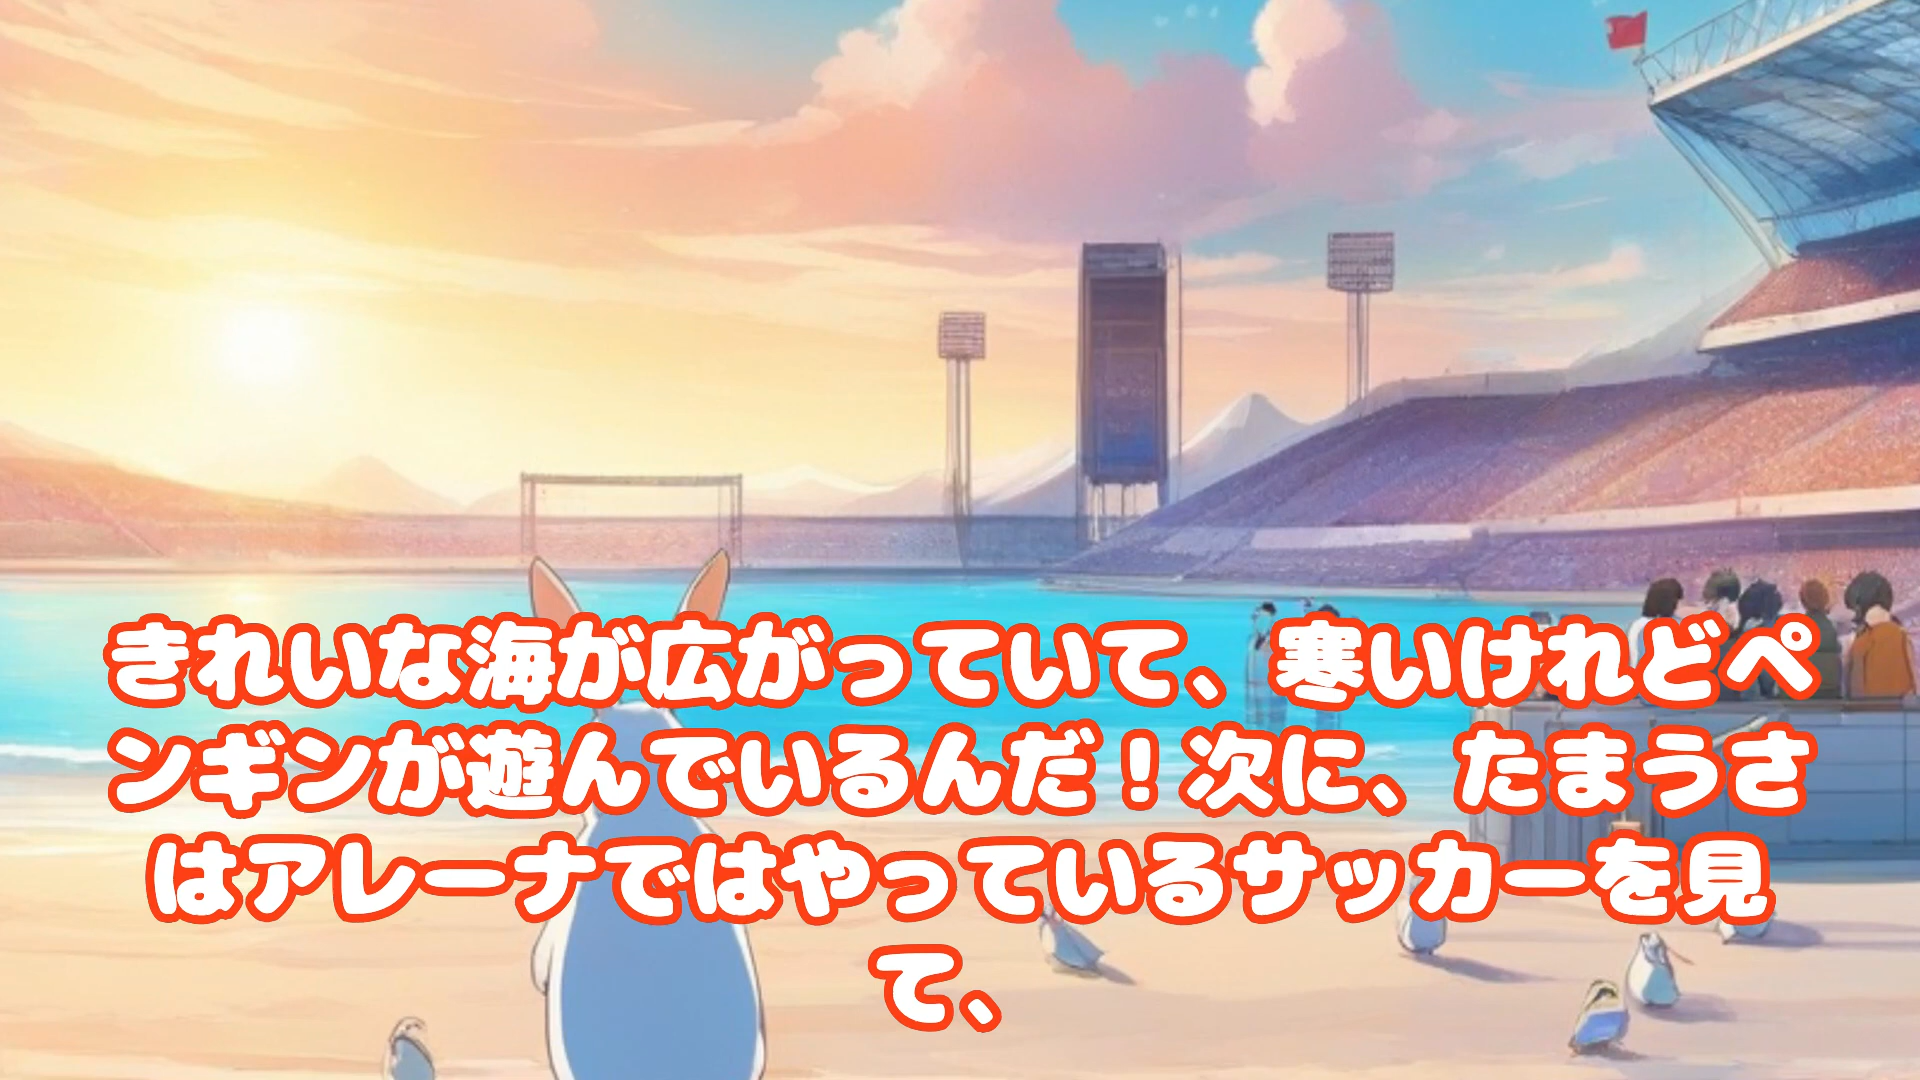 きれいな海が広がっていて、寒いけれどペ
ンギンが遊んでいるんだ！次に、たまうさ
はアレーナではやっているサッカーを見
て、